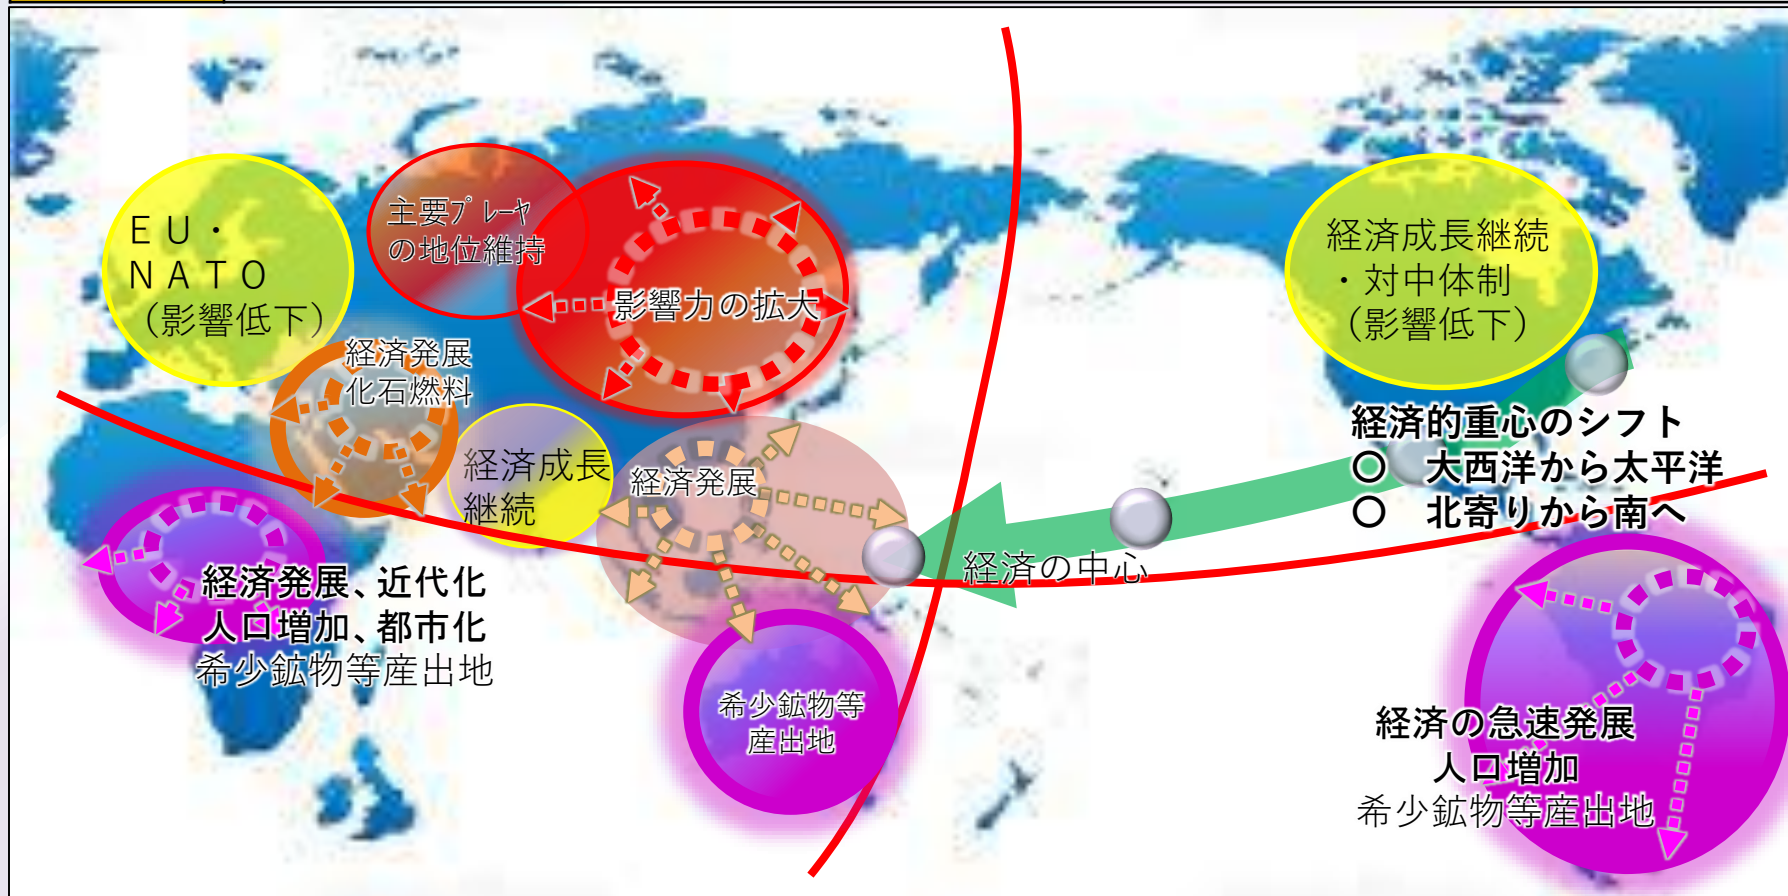 ＥＵ・
ＮＡＴＯ
（影響低下）
主要ﾌﾟﾚｰﾔ
の地位維持
影響力の拡大
経済成長継続
・対中体制
（影響低下）
経済発展
化石燃料
経済成長
継続
経済発展
経済的重心のシフト
〇　大西洋から太平洋
〇　北寄りから南へ
経済の中心
経済発展、近代化
人口増加、都市化
希少鉱物等産出地
希少鉱物等
産出地
経済の急速発展
人口増加
希少鉱物等産出地